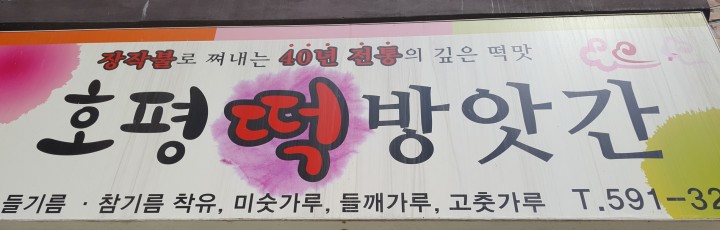 장작불로 쪄내는 40년 전통의 깊은 떡맛
호평떡방앗간
들기름 · 참기름 착유, 미숫가루, 들깨가루, 고춧가루 T.591-32